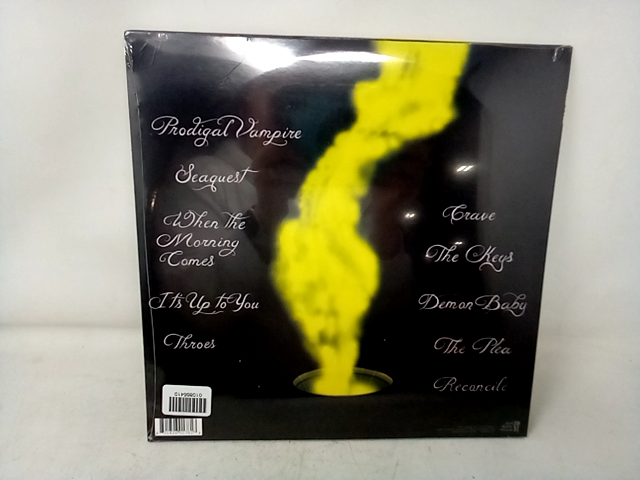 Prodigal Vampire
Seaquest
When the
Morning
Comes
It's Up to You
Throes
Crave
The Keys
Demon Baby
The Plea
Reconcile